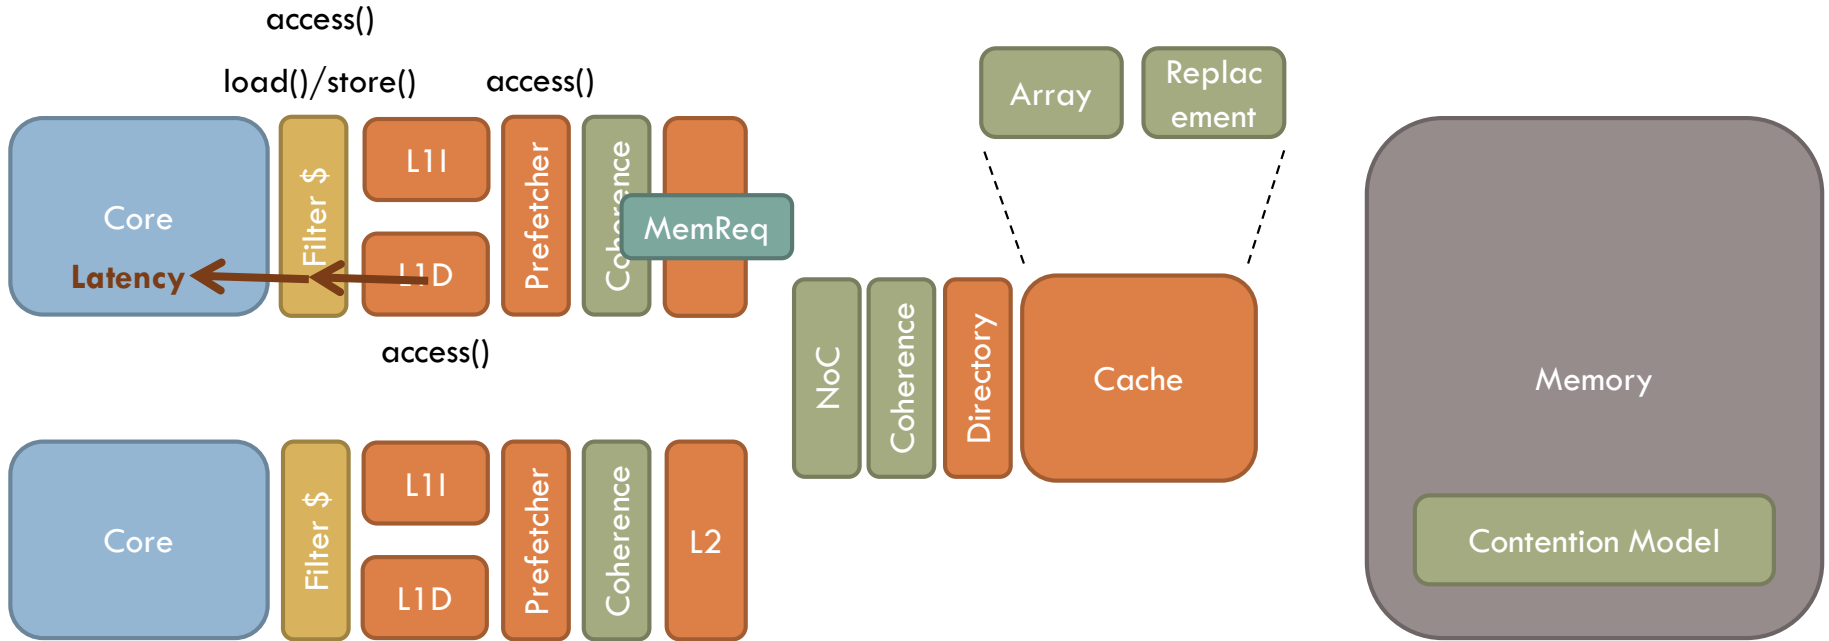 access()
load()/store()
access()
Array
Replac
ement
Core
Filter $
L1I
L1D
Prefetcher
Coherence
MemReq
Latency
access()
NoC
Coherence
Directory
Cache
Memory
Contention Model
Core
Filter $
L1I
L1D
Prefetcher
Coherence
L2